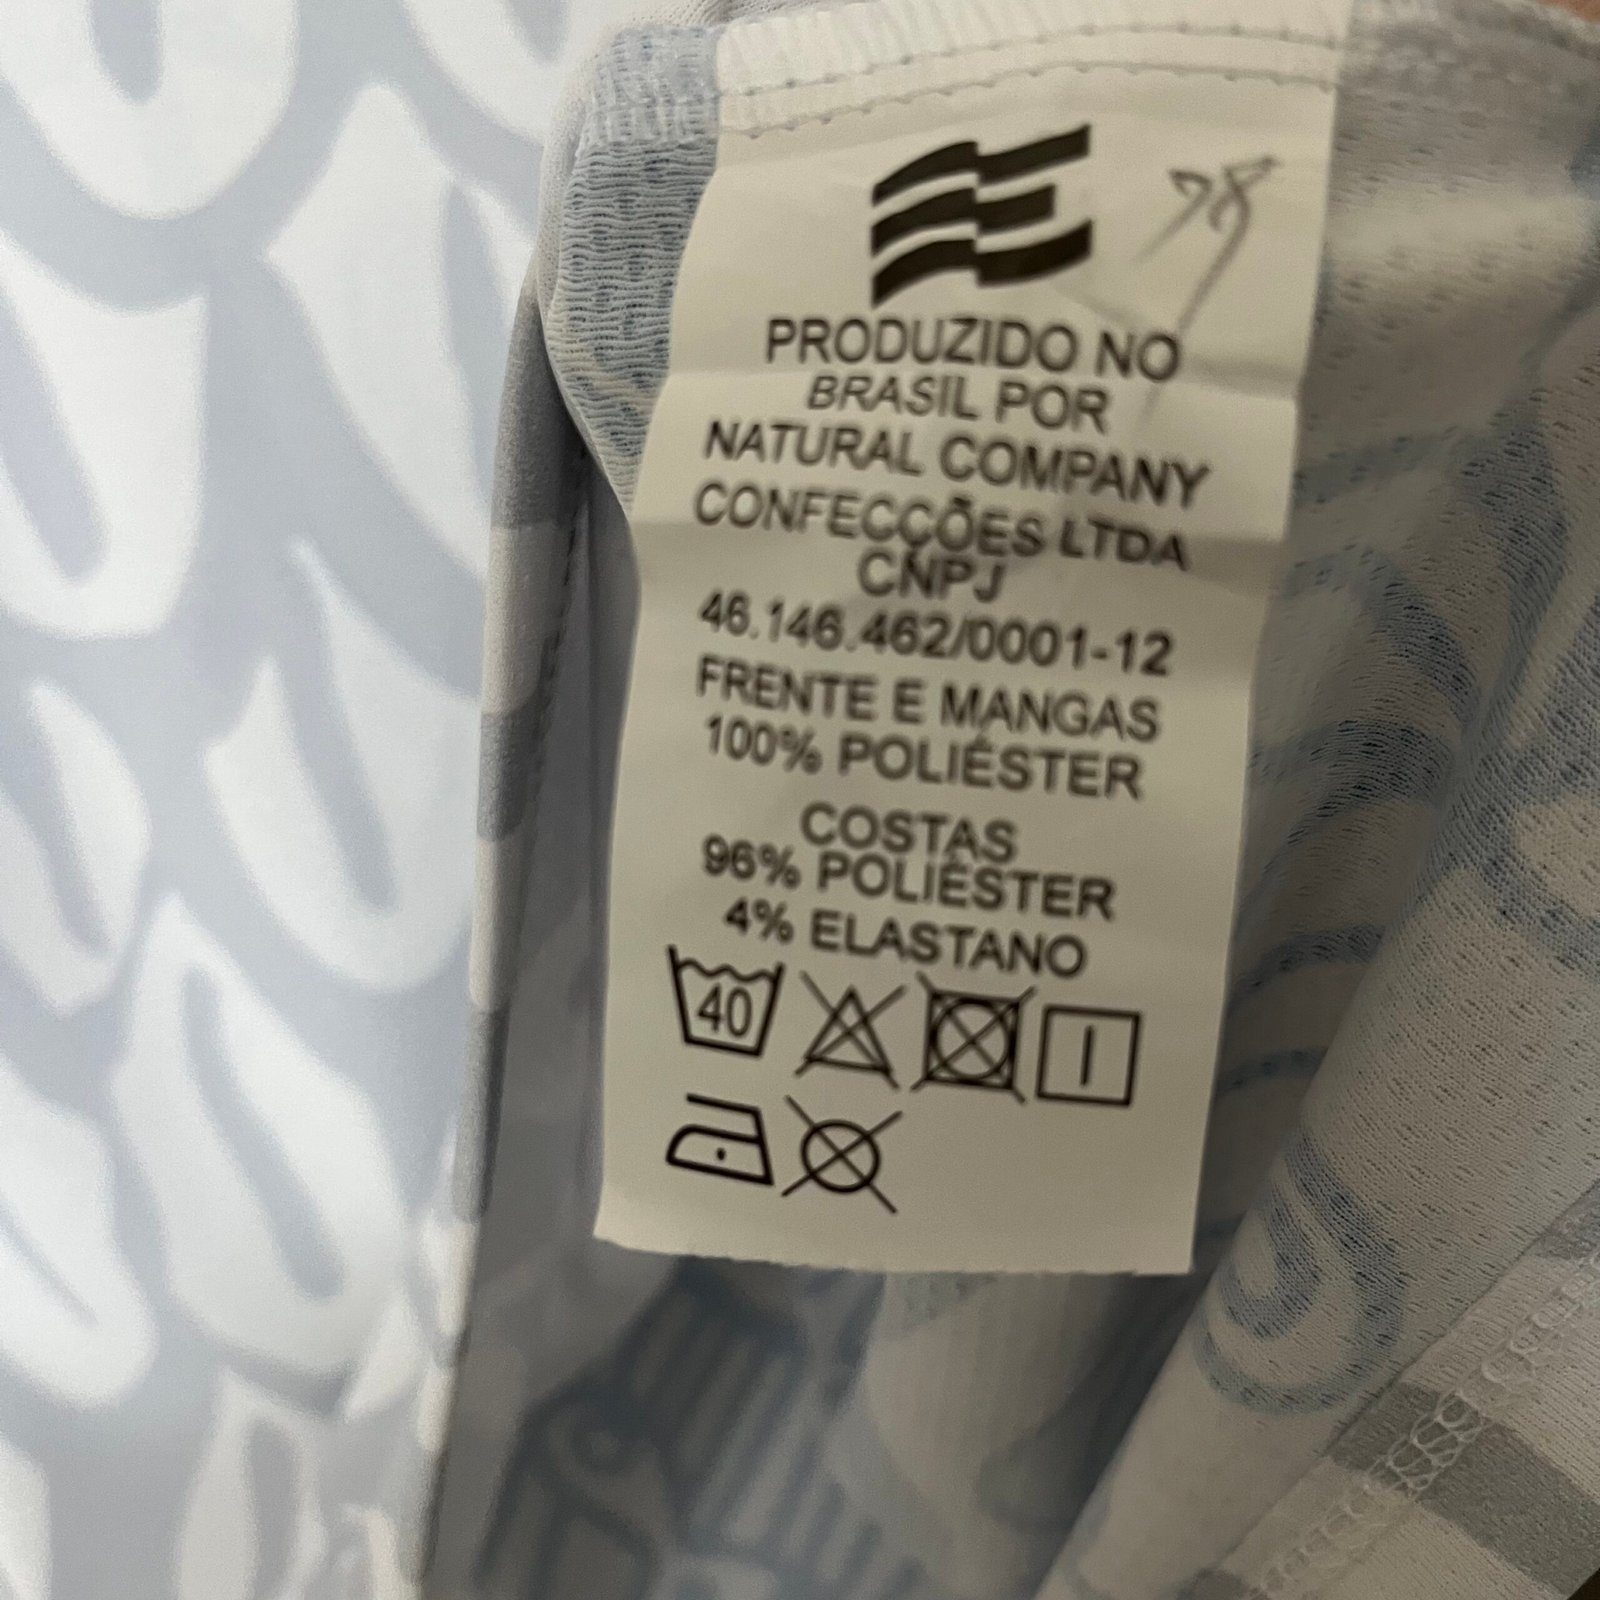 78
PRODUZIDO NO
BRASIL POR
NATURAL COMPANY
CONFECÇÕES LTDA
CNPJ
46.146.462/0001-12
FRENTE E MANGAS
100% POLIÉSTER
COSTAS
96% POLIÉSTER
4% ELASTANO
40